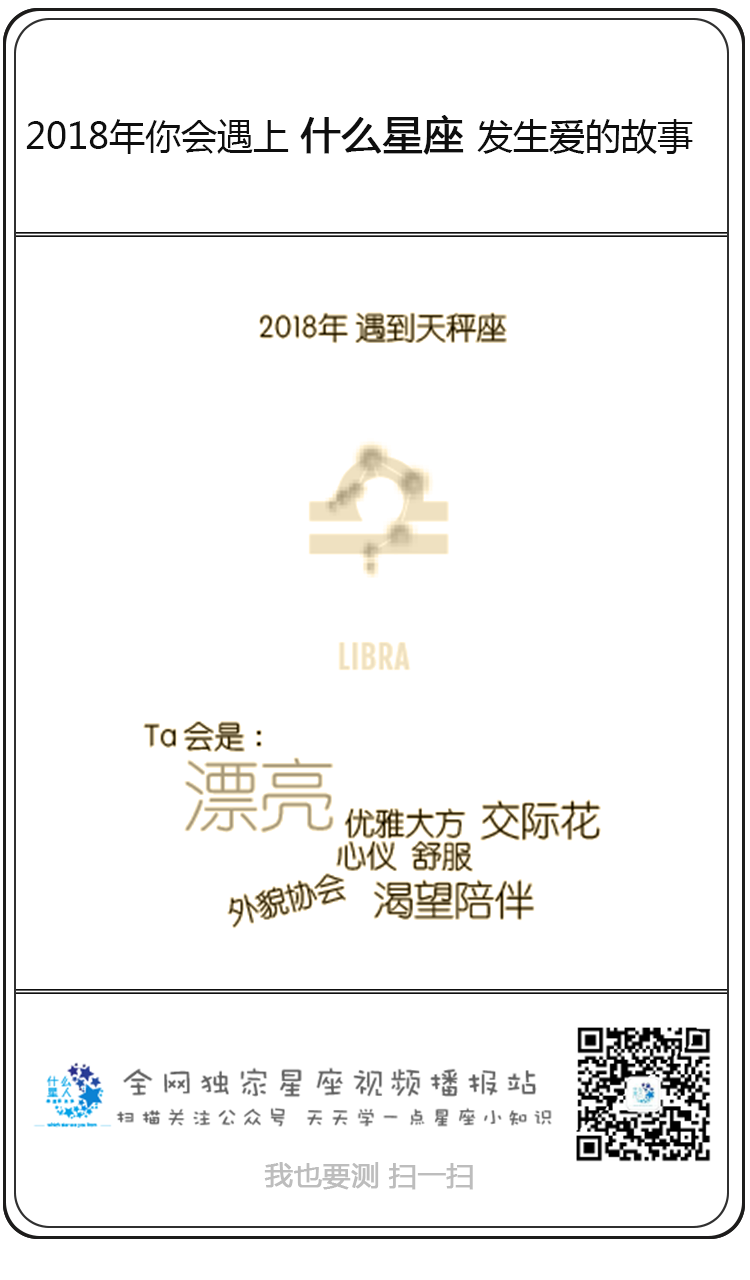 2018年你会遇上 什么星座 发生爱的故事
2018年 遇到天秤座
LIBRA
Ta 会是：
漂亮
优雅大方 交际花
心仪 舒服
外貌协会 渴望陪伴
什么
星人
全网独家星座视频播报站
扫描关注公众号 天天学一点星座小知识
我也要测 扫一扫